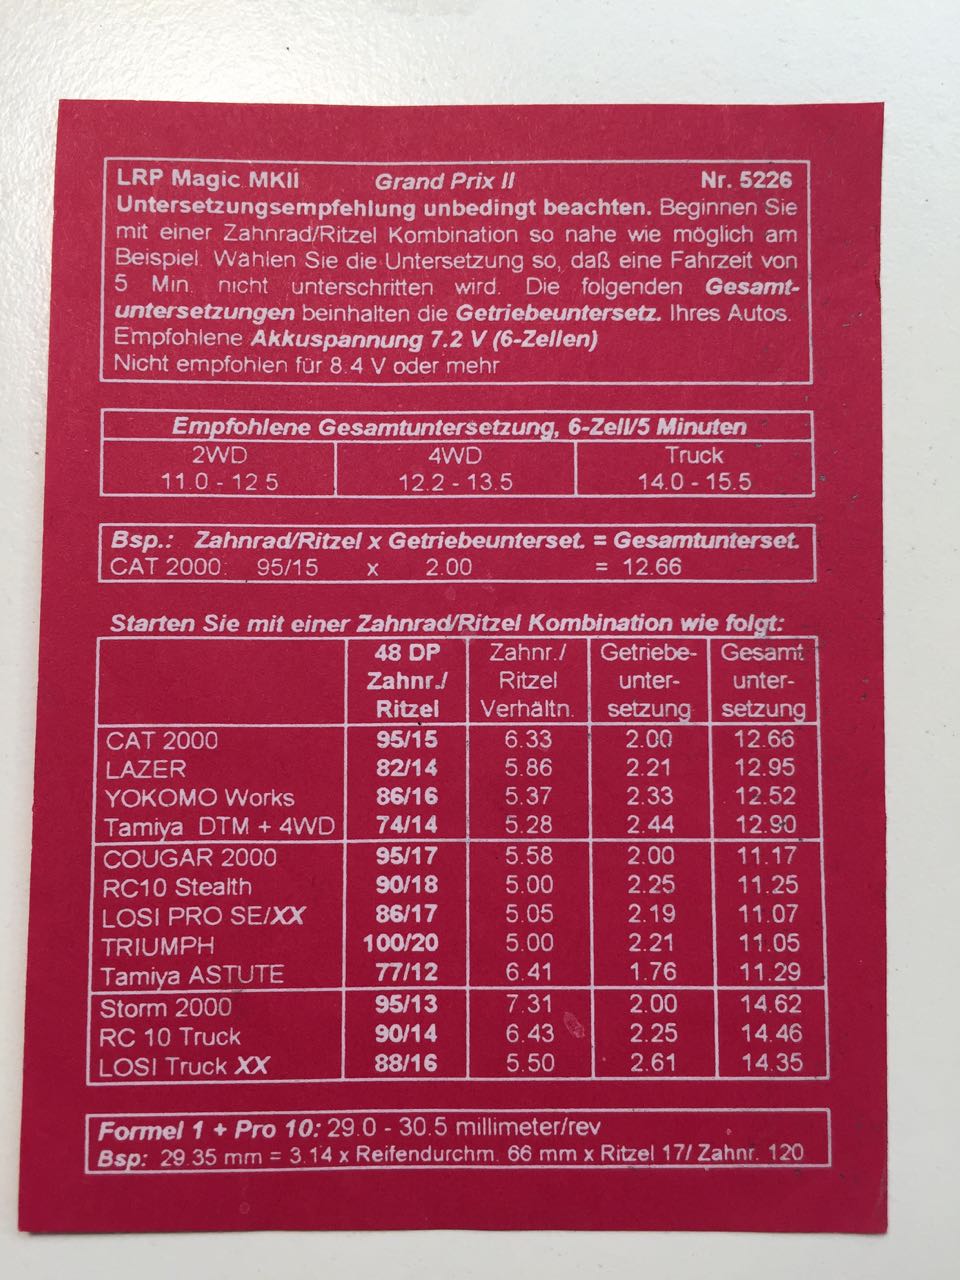 LRP Magic MKII Grand Prix II Nr. 5226
Untersetzungsempfehlung unbedingt beachten. Beginnen Sie
mit einer Zahnrad/Ritzel Kombination so nahe wie möglich am
Beispiel. Wählen Sie die Untersetzung so, daß eine Fahrzeit von
5 Min. nicht unterschritten wird. Die folgenden Gesamt-
untersetzungen beinhalten die Getriebeuntersetz. Ihres Autos.
Empfohlene Akkuspannung 7.2 V (6-Zellen)
Nicht empfohlen für 8.4 V oder mehr
Empfohlene Gesamtuntersetzung, 6-Zell/5 Minuten
2WD 4WD Truck
11.0 - 12.5 12.2 - 13.5 14.0 - 15.5
Bsp.: Zahnrad/Ritzel x Getriebeunterset. = Gesamtunterset.
CAT 2000: 95/15 x 2.00 = 12.66
Starten Sie mit einer Zahnrad/Ritzel Kombination wie folgt:
48 DP Zahnr./ Getriebe- Gesamt
Zahnr./ Ritzel unter- unter-
Ritzel Verhältn. setzung setzung
CAT 2000 95/15 6.33 2.00 12.66
LAZER 82/14 5.86 2.21 12.95
YOKOMO Works 86/16 5.37 2.33 12.52
Tamiya DTM + 4WD 74/14 5.28 2.44 12.90
COUGAR 2000 95/17 5.58 2.00 11.17
RC10 Stealth 90/18 5.00 2.25 11.25
LOSI PRO SE/XX 86/17 5.05 2.19 11.07
TRIUMPH 100/20 5.00 2.21 11.05
Tamiya ASTUTE 77/12 6.41 1.76 11.29
Storm 2000 95/13 7.31 2.00 14.62
RC 10 Truck 90/14 6.43 2.25 14.46
LOSI Truck XX 88/16 5.50 2.61 14.35
Formel 1 + Pro 10: 29.0 - 30.5 millimeter/rev
Bsp: 29.35 mm = 3.14 x Reifendurchm. 66 mm x Ritzel 17/ Zahnr. 120